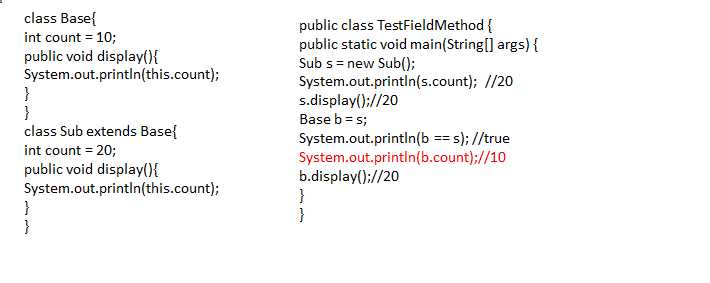 class Base{
int count = 10;
public void display(){
System.out.println(this.count);
}
}
class Sub extends Base{
int count = 20;
public void display(){
System.out.println(this.count);
}
}
public class TestFieldMethod {
public static void main(String[] args) {
Sub s = new Sub();
System.out.println(s.count);  //20
s.display();//20
Base b = s;
System.out.println(b == s); //true
System.out.println(b.count);//10
b.display();//20
}
}